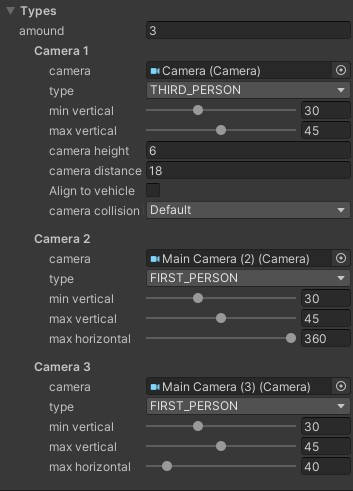 Types
amound 3
Camera 1
camera Camera (Camera)
type THIRD_PERSON
min vertical 30
max vertical 45
camera height 6
camera distance 18
Align to vehicle
camera collision Default
Camera 2
camera Main Camera (2) (Camera)
type FIRST_PERSON
min vertical 30
max vertical 45
max horizontal 360
Camera 3
camera Main Camera (3) (Camera)
type FIRST_PERSON
min vertical 30
max vertical 45
max horizontal 40